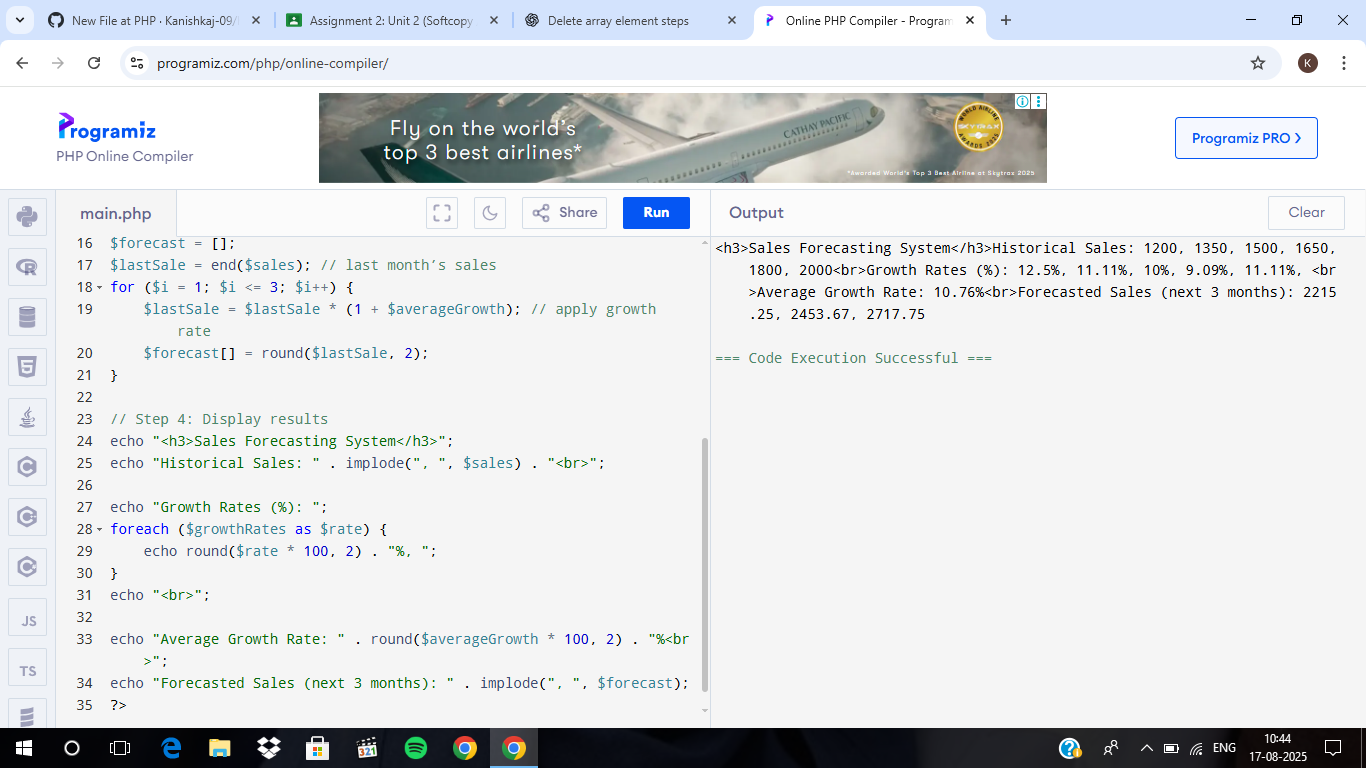 New File at PHP · Kanishkaj-09/
Assignment 2: Unit 2 (Softcopy
Delete array element steps
Online PHP Compiler - Program
programiz.com/php/online-compiler/
K
Programiz
PHP Online Compiler
Fly on the world's
top 3 best airlines*
CATHAY PACIFIC
WORLD AIRLINE
SKYTRAX
AWARDS 2025
*Awarded World's Top 3 Best Airline at Skytrax 2025
Programiz PRO >
main.php
Share
Run
Output
Clear
16 $forecast = [];
17 $lastSale = end($sales); // last month’s sales
18 for ($i = 1; $i <= 3; $i++) {
19 $lastSale = $lastSale * (1 + $averageGrowth); // apply growth
rate
20 $forecast[] = round($lastSale, 2);
21 }
22
23 // Step 4: Display results
24 echo "<h3>Sales Forecasting System</h3>";
25 echo "Historical Sales: " . implode(", ", $sales) . "<br>";
26
27 echo "Growth Rates (%): ";
28 foreach ($growthRates as $rate) {
29 echo round($rate * 100, 2) . "%, ";
30 }
31 echo "<br>";
32
33 echo "Average Growth Rate: " . round($averageGrowth * 100, 2) . "%<br
>";
34 echo "Forecasted Sales (next 3 months): " . implode(", ", $forecast);
35 ?>
<h3>Sales Forecasting System</h3>Historical Sales: 1200, 1350, 1500, 1650,
1800, 2000<br>Growth Rates (%): 12.5%, 11.11%, 10%, 9.09%, 11.11%, <br
>Average Growth Rate: 10.76%<br>Forecasted Sales (next 3 months): 2215
.25, 2453.67, 2717.75
=== Code Execution Successful ===
JS
TS
321
ENG
10:44
17-08-2025